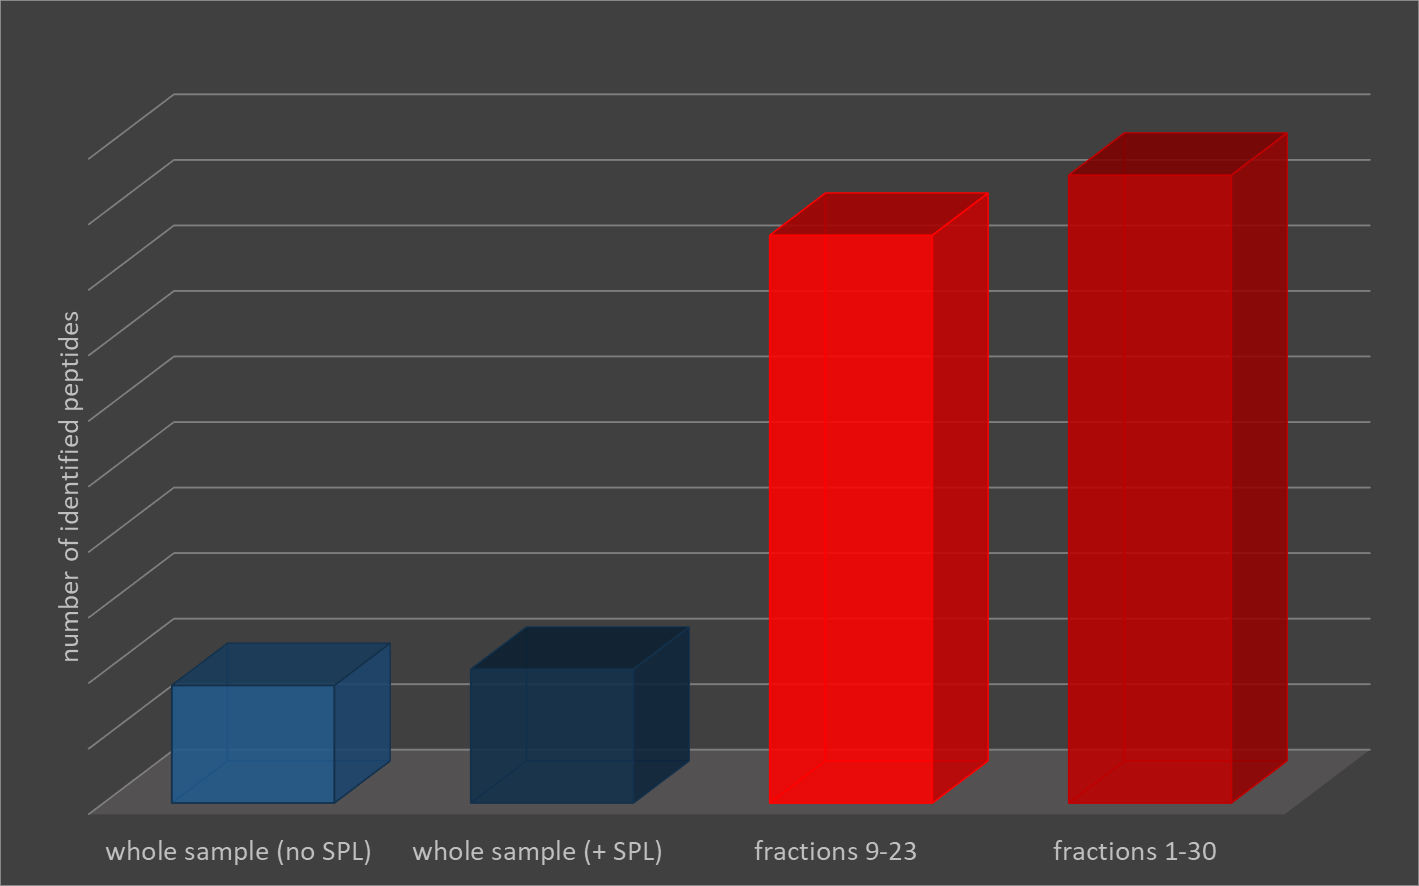 number of identified peptides
whole sample (no SPL)
whole sample (+ SPL)
fractions 9-23
fractions 1-30